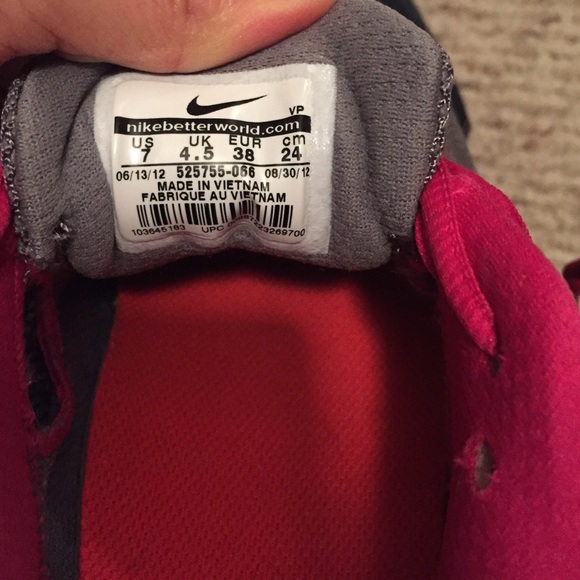 VP
nikebetterworld.com
US UK EUR cm
7 4.5 38 24
06/13/12 525755-066 08/30/12
MADE IN VIETNAM
FABRIQUE AU VIETNAM
103645183 UPC